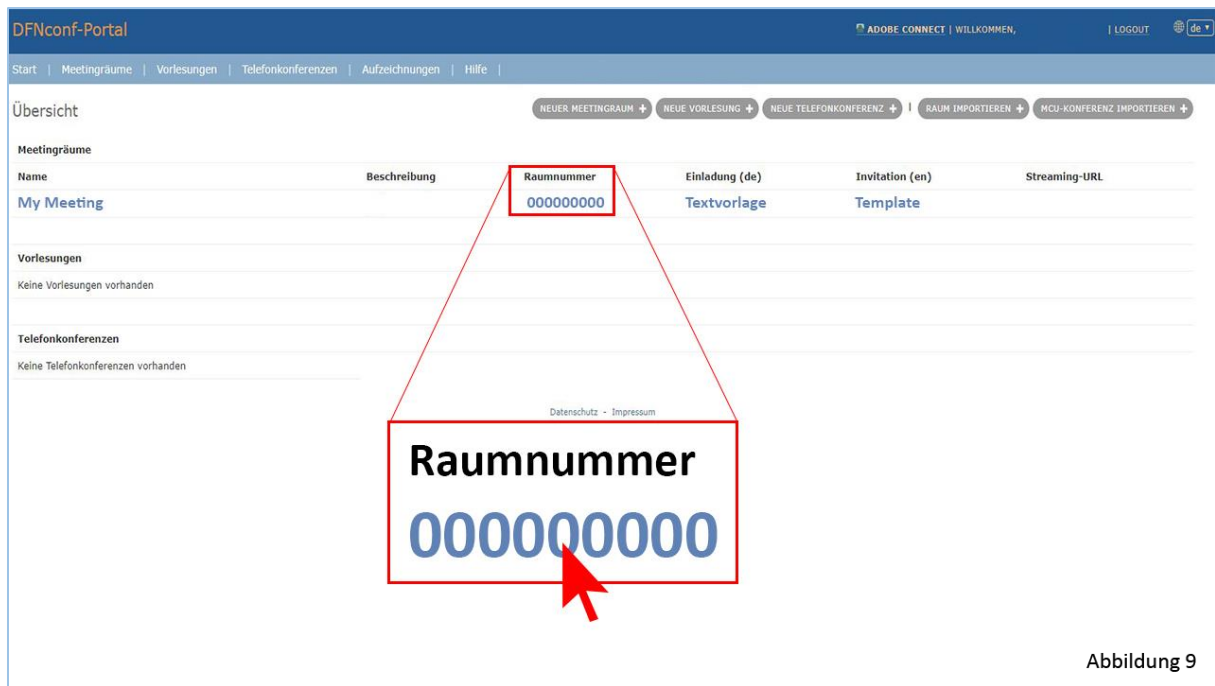 DFNconf-Portal ADOBE CONNECT | WILLKOMMEN, | LOGOUT de
Start | Meetingräume | Vorlesungen | Telefonkonferenzen | Aufzeichnungen | Hilfe |
Übersicht NEUER MEETINGRAUM + NEUE VORLESUNG + NEUE TELEFONKONFERENZ + | RAUM IMPORTIEREN + MCU-KONFERENZ IMPORTIEREN +
Meetingräume
Name Beschreibung Raumnummer Einladung (de) Invitation (en) Streaming-URL
My Meeting 000000000 Textvorlage Template
Vorlesungen
Keine Vorlesungen vorhanden
Telefonkonferenzen
Keine Telefonkonferenzen vorhanden
Datenschutz - Impressum
Raumnummer
000000000
Abbildung 9